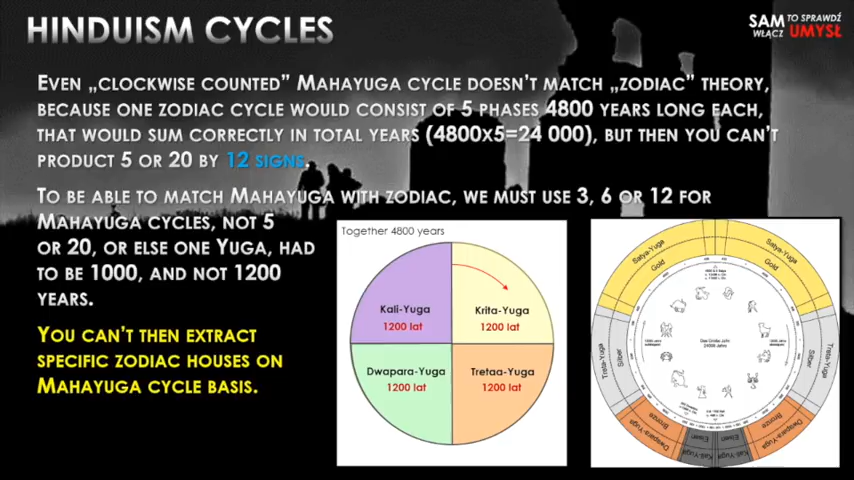 HINDUISM CYCLES
SAM TO SPRAWDŹ
WŁĄCZ UMYSŁ
EVEN „CLOCKWISE COUNTED" MAHAYUGA CYCLE DOESN'T MATCH „ZODIAC" THEORY,
BECAUSE ONE ZODIAC CYCLE WOULD CONSIST OF 5 PHASES 4800 YEARS LONG EACH,
THAT WOULD SUM CORRECTLY IN TOTAL YEARS (4800X5=24 000), BUT THEN YOU CAN'T
PRODUCT 5 OR 20 BY 12 SIGNS.
TO BE ABLE TO MATCH MAHAYUGA WITH ZODIAC, WE MUST USE 3, 6 OR 12 FOR
MAHAYUGA CYCLES, NOT 5
OR 20, OR ELSE ONE YUGA, HAD
TO BE 1000, AND NOT 1200
YEARS.
YOU CAN'T THEN EXTRACT
SPECIFIC ZODIAC HOUSES ON
MAHAYUGA CYCLE BASIS.
Together 4800 years
Kali-Yuga
1200 lat
Krita-Yuga
1200 lat
Dwapara-Yuga
1200 lat
Tretaa-Yuga
1200 lat
Satya-Yuga
Gold
Satya-Yuga
Gold
Treta-Yuga
Silber
Das Große Jahr
24000 Jahre
Silber
Treta-Yuga
Dwapara-Yuga
Bronze
Bronze
Dwapara-Yuga
Eisen
Eisen
Kali-Yuga
Kali-Yuga